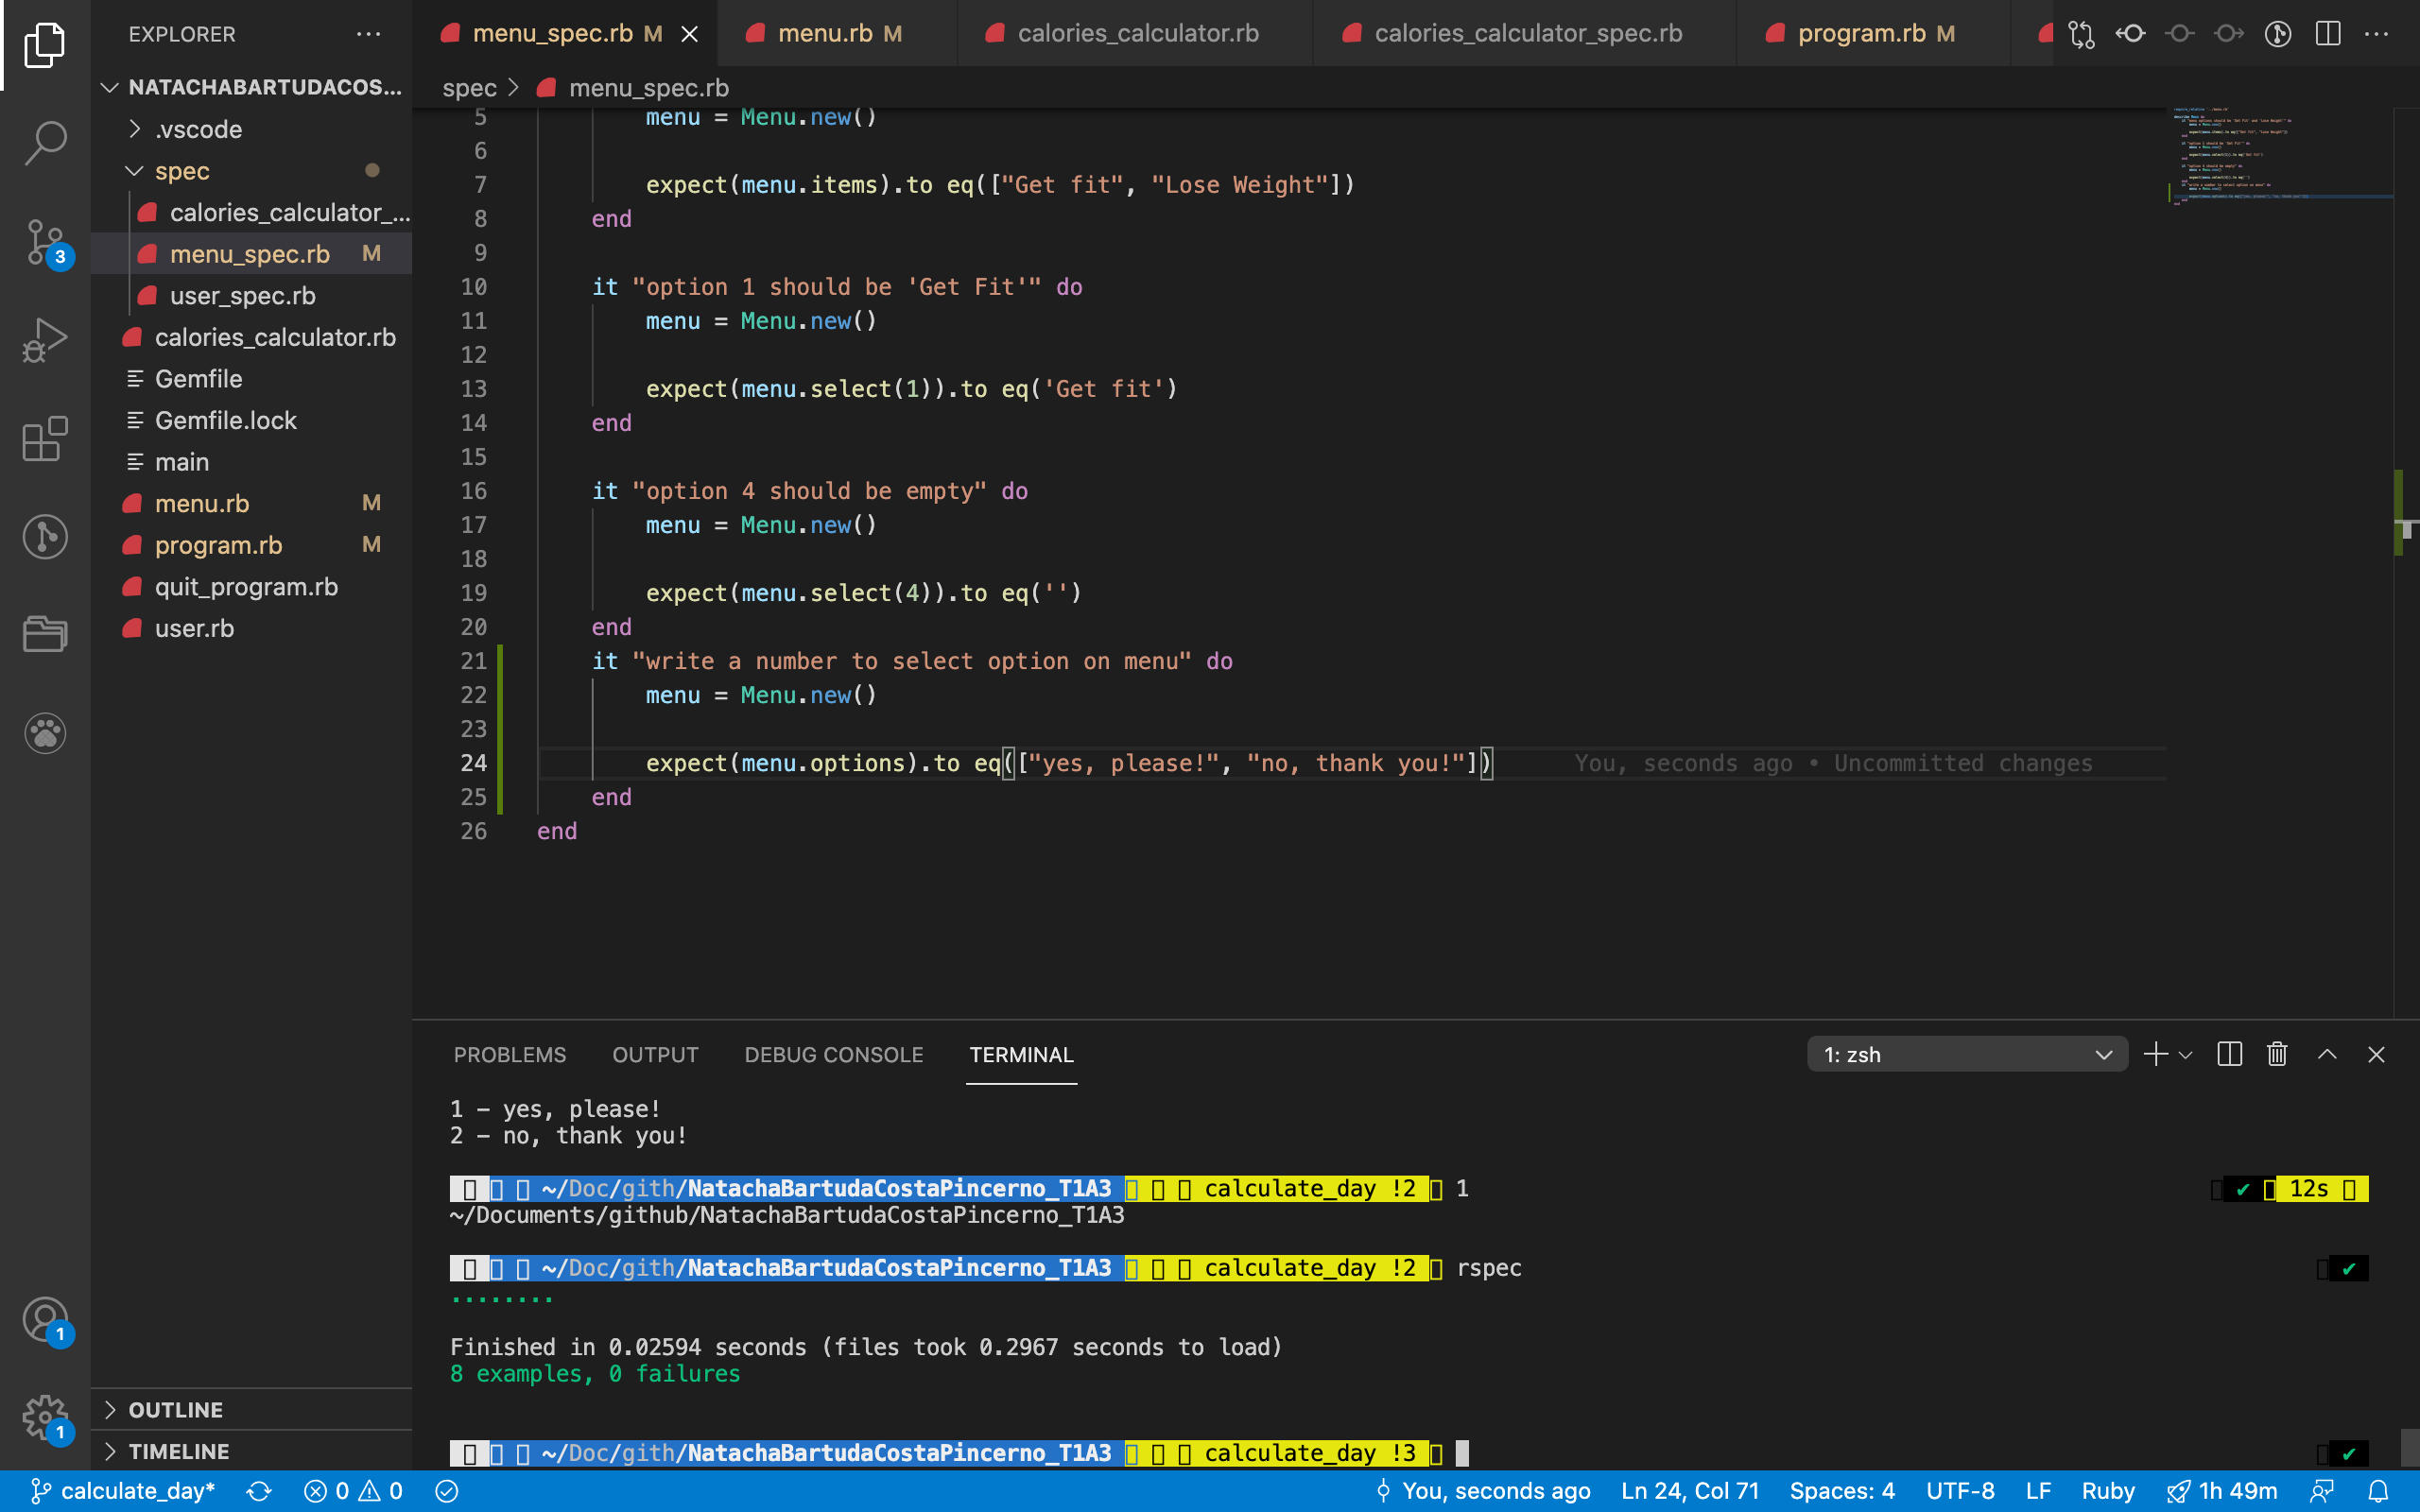 EXPLORER
NATACHABARTUDACOS...
.vscode
spec
calories_calculator_...
menu_spec.rb M
user_spec.rb
calories_calculator.rb
Gemfile
Gemfile.lock
main
menu.rb M
program.rb M
quit_program.rb
user.rb
OUTLINE
TIMELINE
3
1
1
menu_spec.rb M
menu.rb M
calories_calculator.rb
calories_calculator_spec.rb
program.rb M
spec > menu_spec.rb
5 menu = Menu.new()
6
7 expect(menu.items).to eq(["Get fit", "Lose Weight"])
8 end
9
10 it "option 1 should be 'Get Fit'" do
11 menu = Menu.new()
12
13 expect(menu.select(1)).to eq('Get fit')
14 end
15
16 it "option 4 should be empty" do
17 menu = Menu.new()
18
19 expect(menu.select(4)).to eq('')
20 end
21 it "write a number to select option on menu" do
22 menu = Menu.new()
23
24 expect(menu.options).to eq(["yes, please!", "no, thank you!"]) You, seconds ago • Uncommitted changes
25 end
26 end
PROBLEMS OUTPUT DEBUG CONSOLE TERMINAL 1: zsh
1 – yes, please!
2 – no, thank you!
~/Doc/gith/NatachaBartudaCostaPincerno_T1A3 calculate_day !2 1 ✔ 12s
~/Documents/github/NatachaBartudaCostaPincerno_T1A3
~/Doc/gith/NatachaBartudaCostaPincerno_T1A3 calculate_day !2 rspec ✔
........
Finished in 0.02594 seconds (files took 0.2967 seconds to load)
8 examples, 0 failures
~/Doc/gith/NatachaBartudaCostaPincerno_T1A3 calculate_day !3 ✔
calculate_day* 0 0 You, seconds ago Ln 24, Col 71 Spaces: 4 UTF-8 LF Ruby 1h 49m